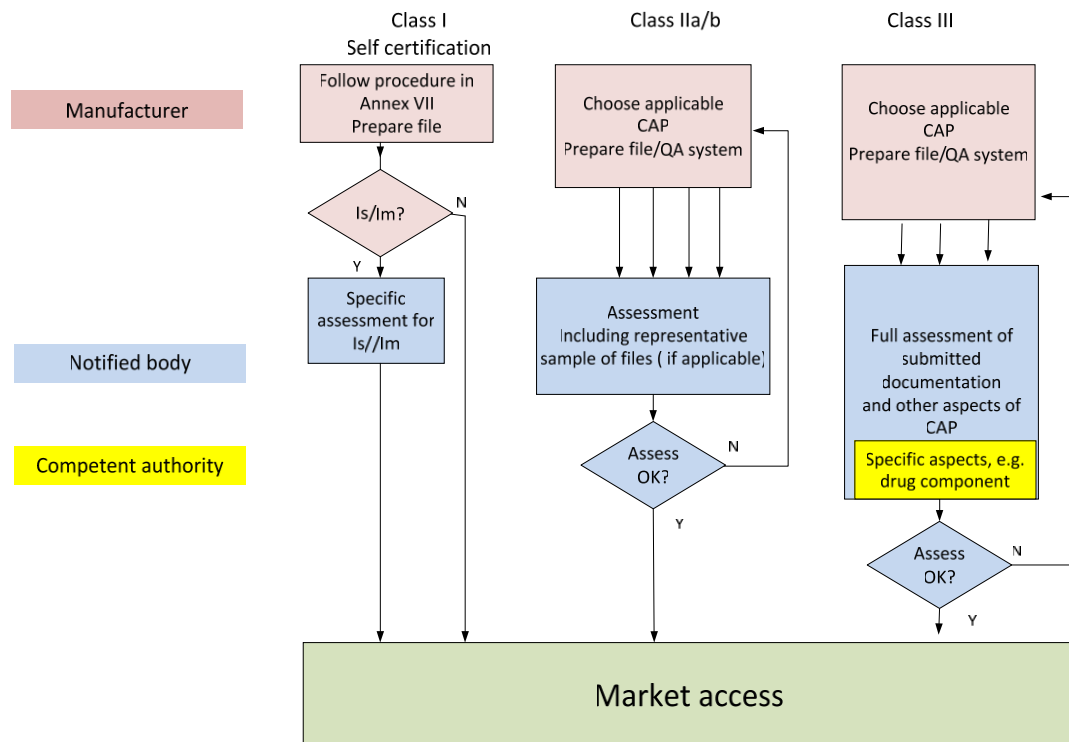 Class I
Self certification
Class IIa/b
Class III
Manufacturer
Follow procedure in
Annex VII
Prepare file
Choose applicable
CAP
Prepare file/QA system
Choose applicable
CAP
Prepare file/QA system
Is/Im?
N
Y
Notified body
Specific
assessment for
Is//Im
Assessment
Including representative
sample of files ( if applicable)
Full assessment of
submitted
documentation
and other aspects of
CAP
Competent authority
Assess
OK?
N
Y
Specific aspects, e.g.
drug component
Assess
OK?
N
Y
Market access